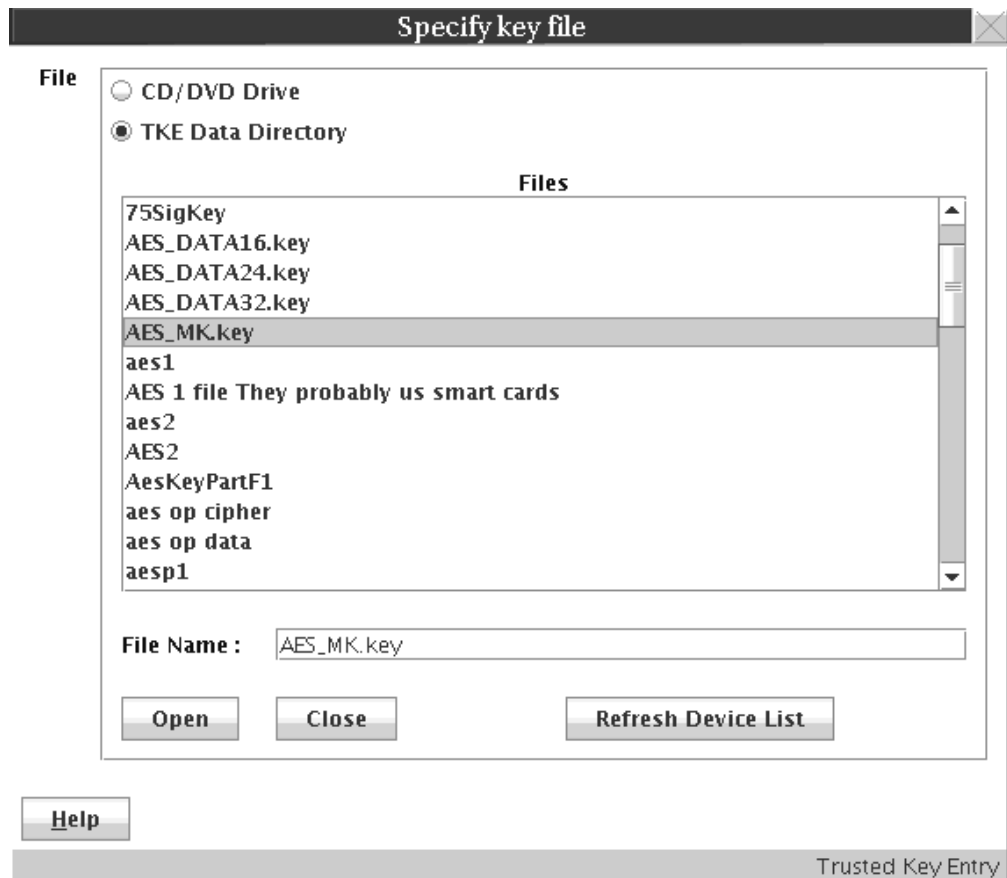 Specify key file
File
CD/DVD Drive
TKE Data Directory
Files
75SigKey
AES_DATA16.key
AES_DATA24.key
AES_DATA32.key
AES_MK.key
aes1
AES 1 file They probably us smart cards
aes2
AES2
AesKeyPartF1
aes op cipher
aes op data
aesp1
File Name : AES_MK.key
Open Close Refresh Device List
Help
Trusted Key Entry